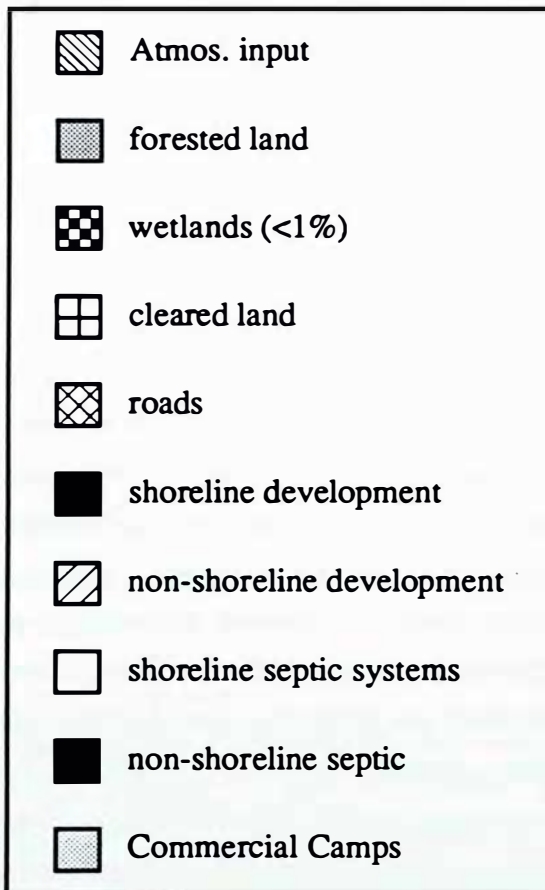 Atmos. input
forested land
wetlands (<1%)
cleared land
roads
shoreline development
non-shoreline development
shoreline septic systems
non-shoreline septic
Commercial Camps